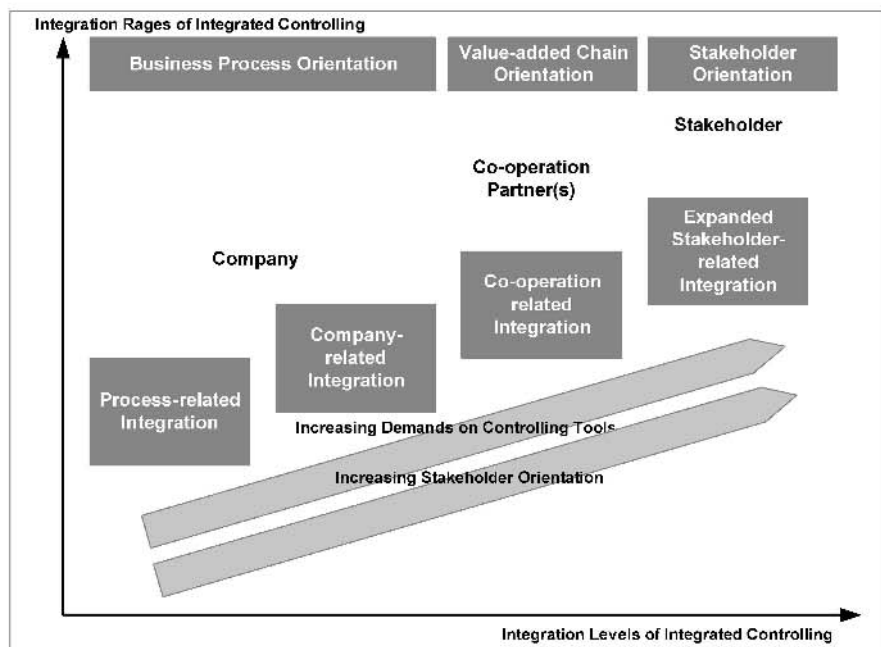 Integration Rages of Integrated Controlling
Business Process Orientation
Value-added Chain
Orientation
Stakeholder
Orientation
Stakeholder
Co-operation
Partner(s)
Company
Expanded
Stakeholder-
related
Integration
Co-operation
related
Integration
Company-
related
Integration
Process-related
Integration
Increasing Demands on Controlling Tools
Increasing Stakeholder Orientation
Integration Levels of Integrated Controlling